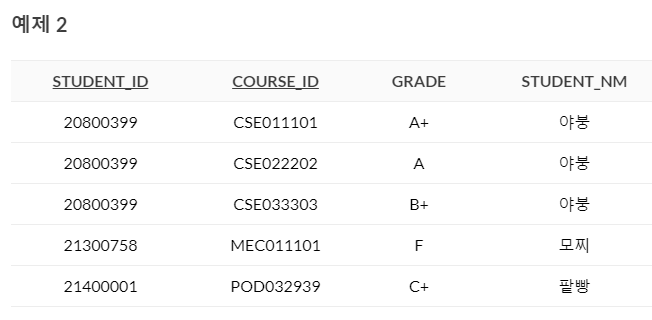 예제 2
STUDENT_ID COURSE_ID GRADE STUDENT_NM
20800399 CSE011101 A+ 야붕
20800399 CSE022202 A 야붕
20800399 CSE033303 B+ 야붕
21300758 MEC011101 F 모찌
21400001 POD032939 C+ 팥빵